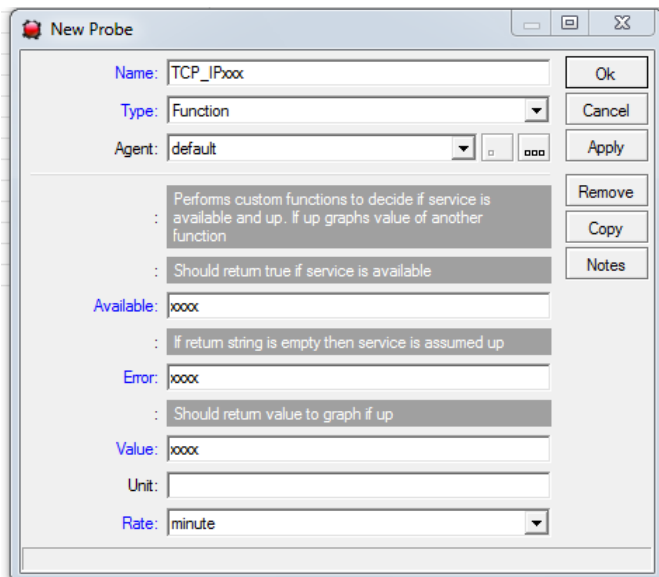 New Probe
Name: TCP_IPxxx
Ok
Type: Function
Cancel
Agent: default
Apply
Performs custom functions to decide if service is
available and up. If up graphs value of another
function
Remove
Copy
: Should return true if service is available
Notes
Available: xxxx
: If return string is empty then service is assumed up
Error: xxxx
: Should return value to graph if up
Value: xxxx
Unit:
Rate: minute